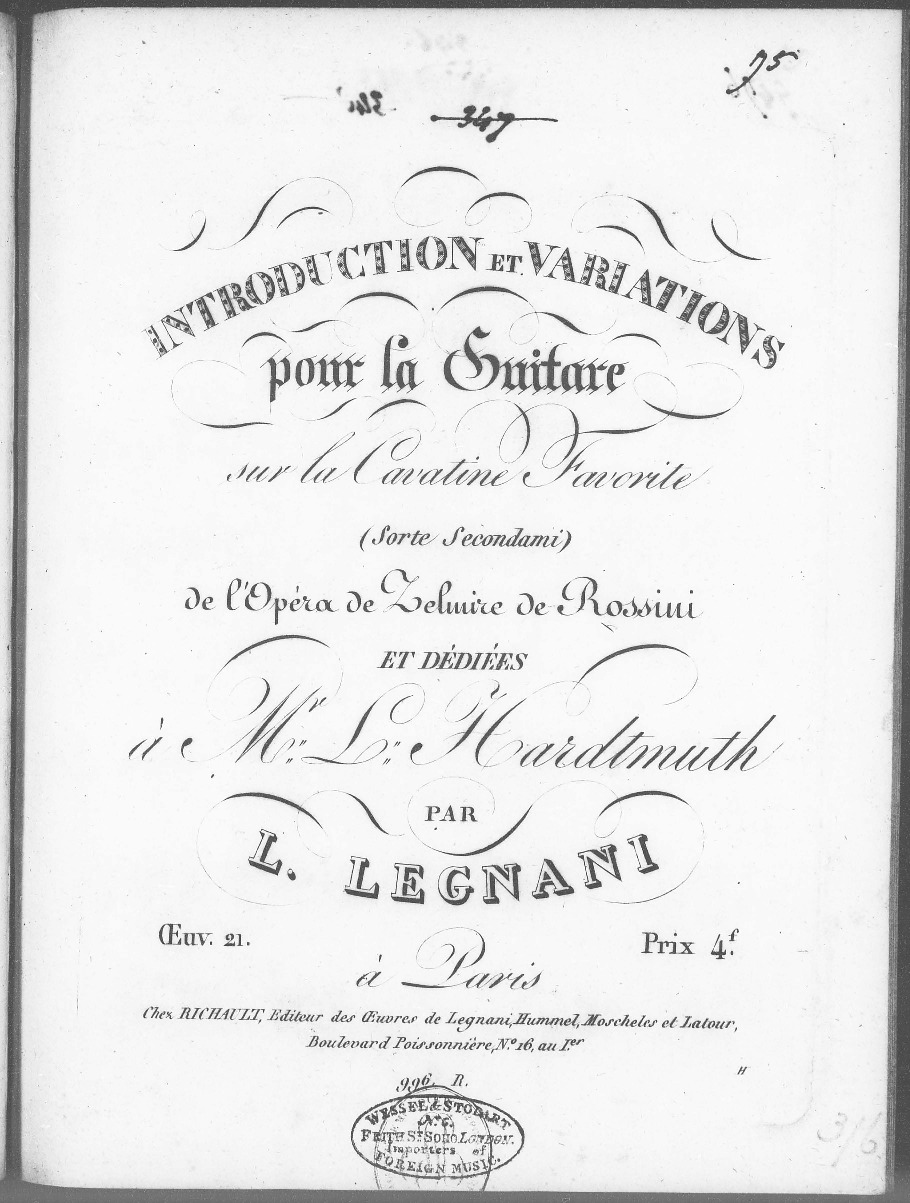 75
347
INTRODUCTION ET VARIATIONS
pour la Guitare
sur la Cavatine Favorite
(Sorte Secondami)
de l'Opéra de Zelmire de Rossini
ET DÉDIÉES
à Mr. L. Hardtmuth
PAR
L. LEGNANI
Œuv. 21. Prix 4f.
à Paris
Chez RICHAULT, Editeur des Œuvres de Legnani, Hummel, Moscheles et Latour,
Boulevard Poissonnière, N.º 16, au 1.er
H
996. R.
WESSEL & STODART
No. 6.
FRITH St. SOHO LONDON.
Importers of
FOREIGN MUSIC.